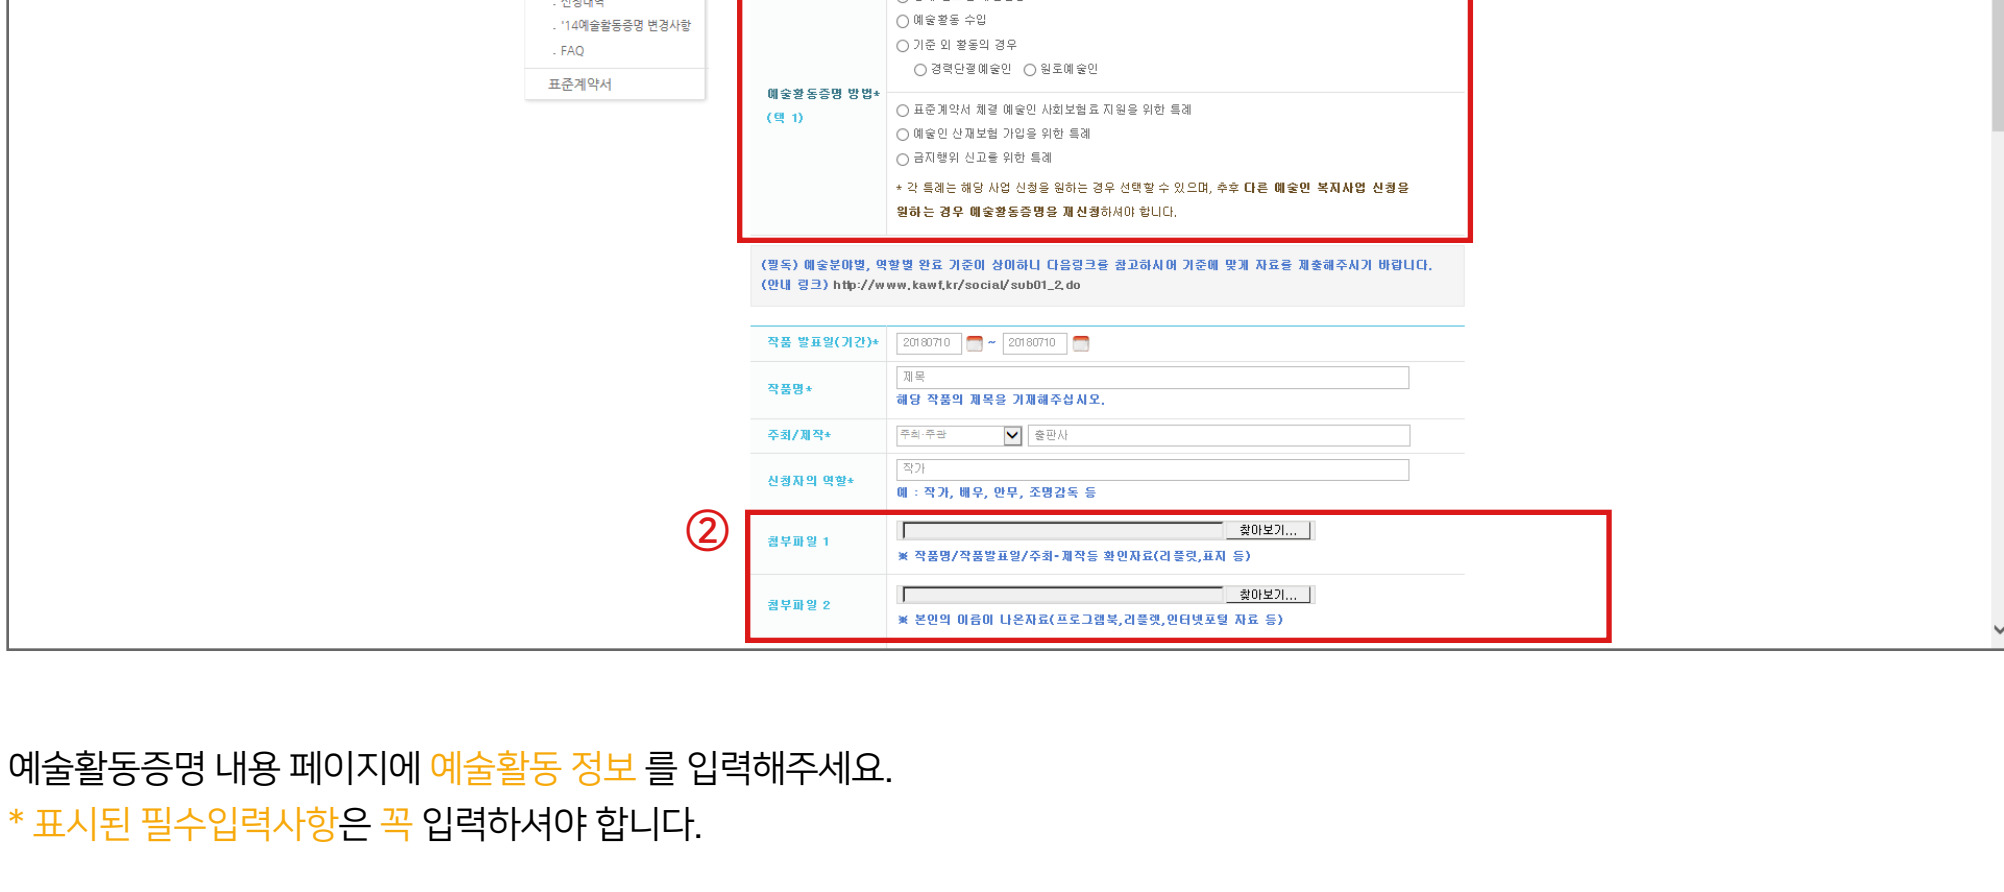 신청내역
- '14예술활동증명 변경사항
- FAQ
표준계약서
예술활동 수입
기준 외 활동의 경우
경력단절예술인 원로예술인
예술활동증명 방법*
(택 1)
표준계약서 체결 예술인 사회보험료 지원을 위한 특례
예술인 산재보험 가입을 위한 특례
금지행위 신고를 위한 특례
* 각 특례는 해당 사업 신청을 원하는 경우 선택할 수 있으며, 추후 다른 예술인 복지사업 신청을
원하는 경우 예술활동증명을 재신청하셔야 합니다.
(필독) 예술분야별, 역할별 완료 기준이 상이하니 다음링크를 참고하시어 기준에 맞게 자료를 제출해주시기 바랍니다.
(안내 링크) http://www.kawf.kr/social/sub01_2.do
작품 발표일(기간)* 20180710 ~ 20180710
작품명* 제목
해당 작품의 제목을 기재해주십시오.
주최/제작* 주최·주관 출판사
신청자의 역할* 작가
예 : 작가, 배우, 안무, 조명감독 등
②
첨부파일 1 찾아보기...
※ 작품명/작품발표일/주최-제작등 확인자료(리플릿,표지 등)
첨부파일 2 찾아보기...
※ 본인의 이름이 나온자료(프로그램북,리플렛,인터넷포털 자료 등)
예술활동증명 내용 페이지에 예술활동 정보 를 입력해주세요.
* 표시된 필수입력사항은 꼭 입력하셔야 합니다.